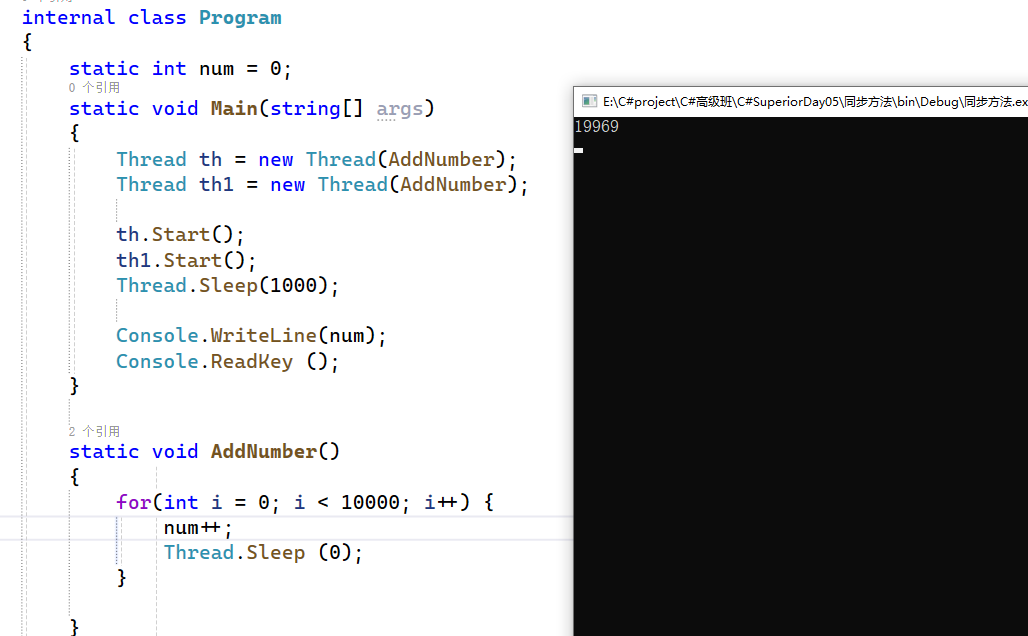 internal class Program
{
static int num = 0;
0 个引用
static void Main(string[] args)
{
Thread th = new Thread(AddNumber);
Thread th1 = new Thread(AddNumber);
th.Start();
th1.Start();
Thread.Sleep(1000);
Console.WriteLine(num);
Console.ReadKey ();
}
2 个引用
static void AddNumber()
{
for(int i = 0; i < 10000; i++) {
num++;
Thread.Sleep (0);
}
}
E:\C#project\C#高级班\C#SuperiorDay05\同步方法\bin\Debug\同步方法.ex
19969